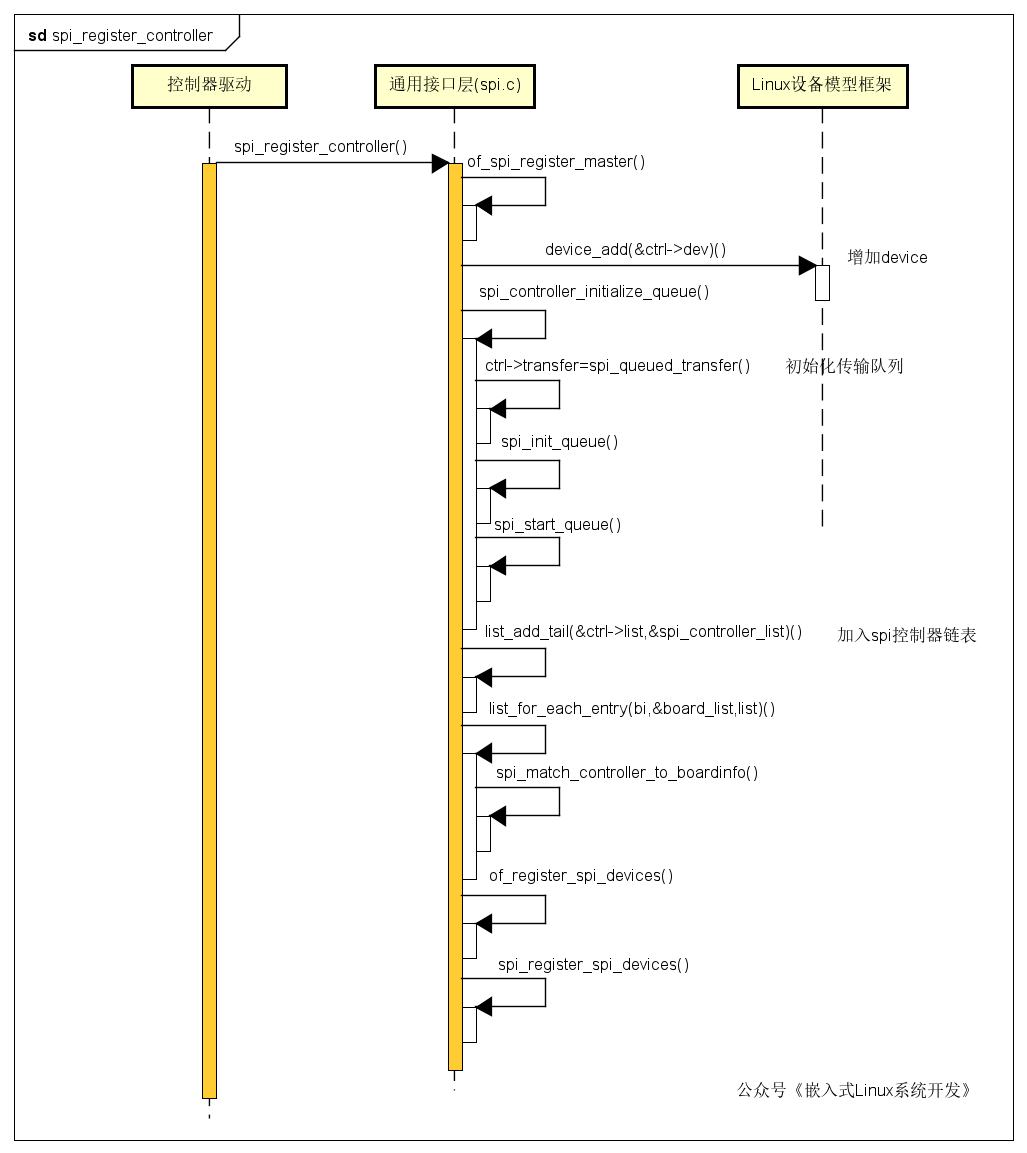 sd spi_register_controller
控制器驱动
通用接口层(spi.c)
Linux设备模型框架
spi_register_controller()
of_spi_register_master()
device_add(&ctrl->dev)()
增加device
spi_controller_initialize_queue()
ctrl->transfer=spi_queued_transfer()
初始化传输队列
spi_init_queue()
spi_start_queue()
list_add_tail(&ctrl->list,&spi_controller_list)()
加入spi控制器链表
list_for_each_entry(bi,&board_list,list)()
spi_match_controller_to_boardinfo()
of_register_spi_devices()
spi_register_spi_devices()
公众号《嵌入式Linux系统开发》